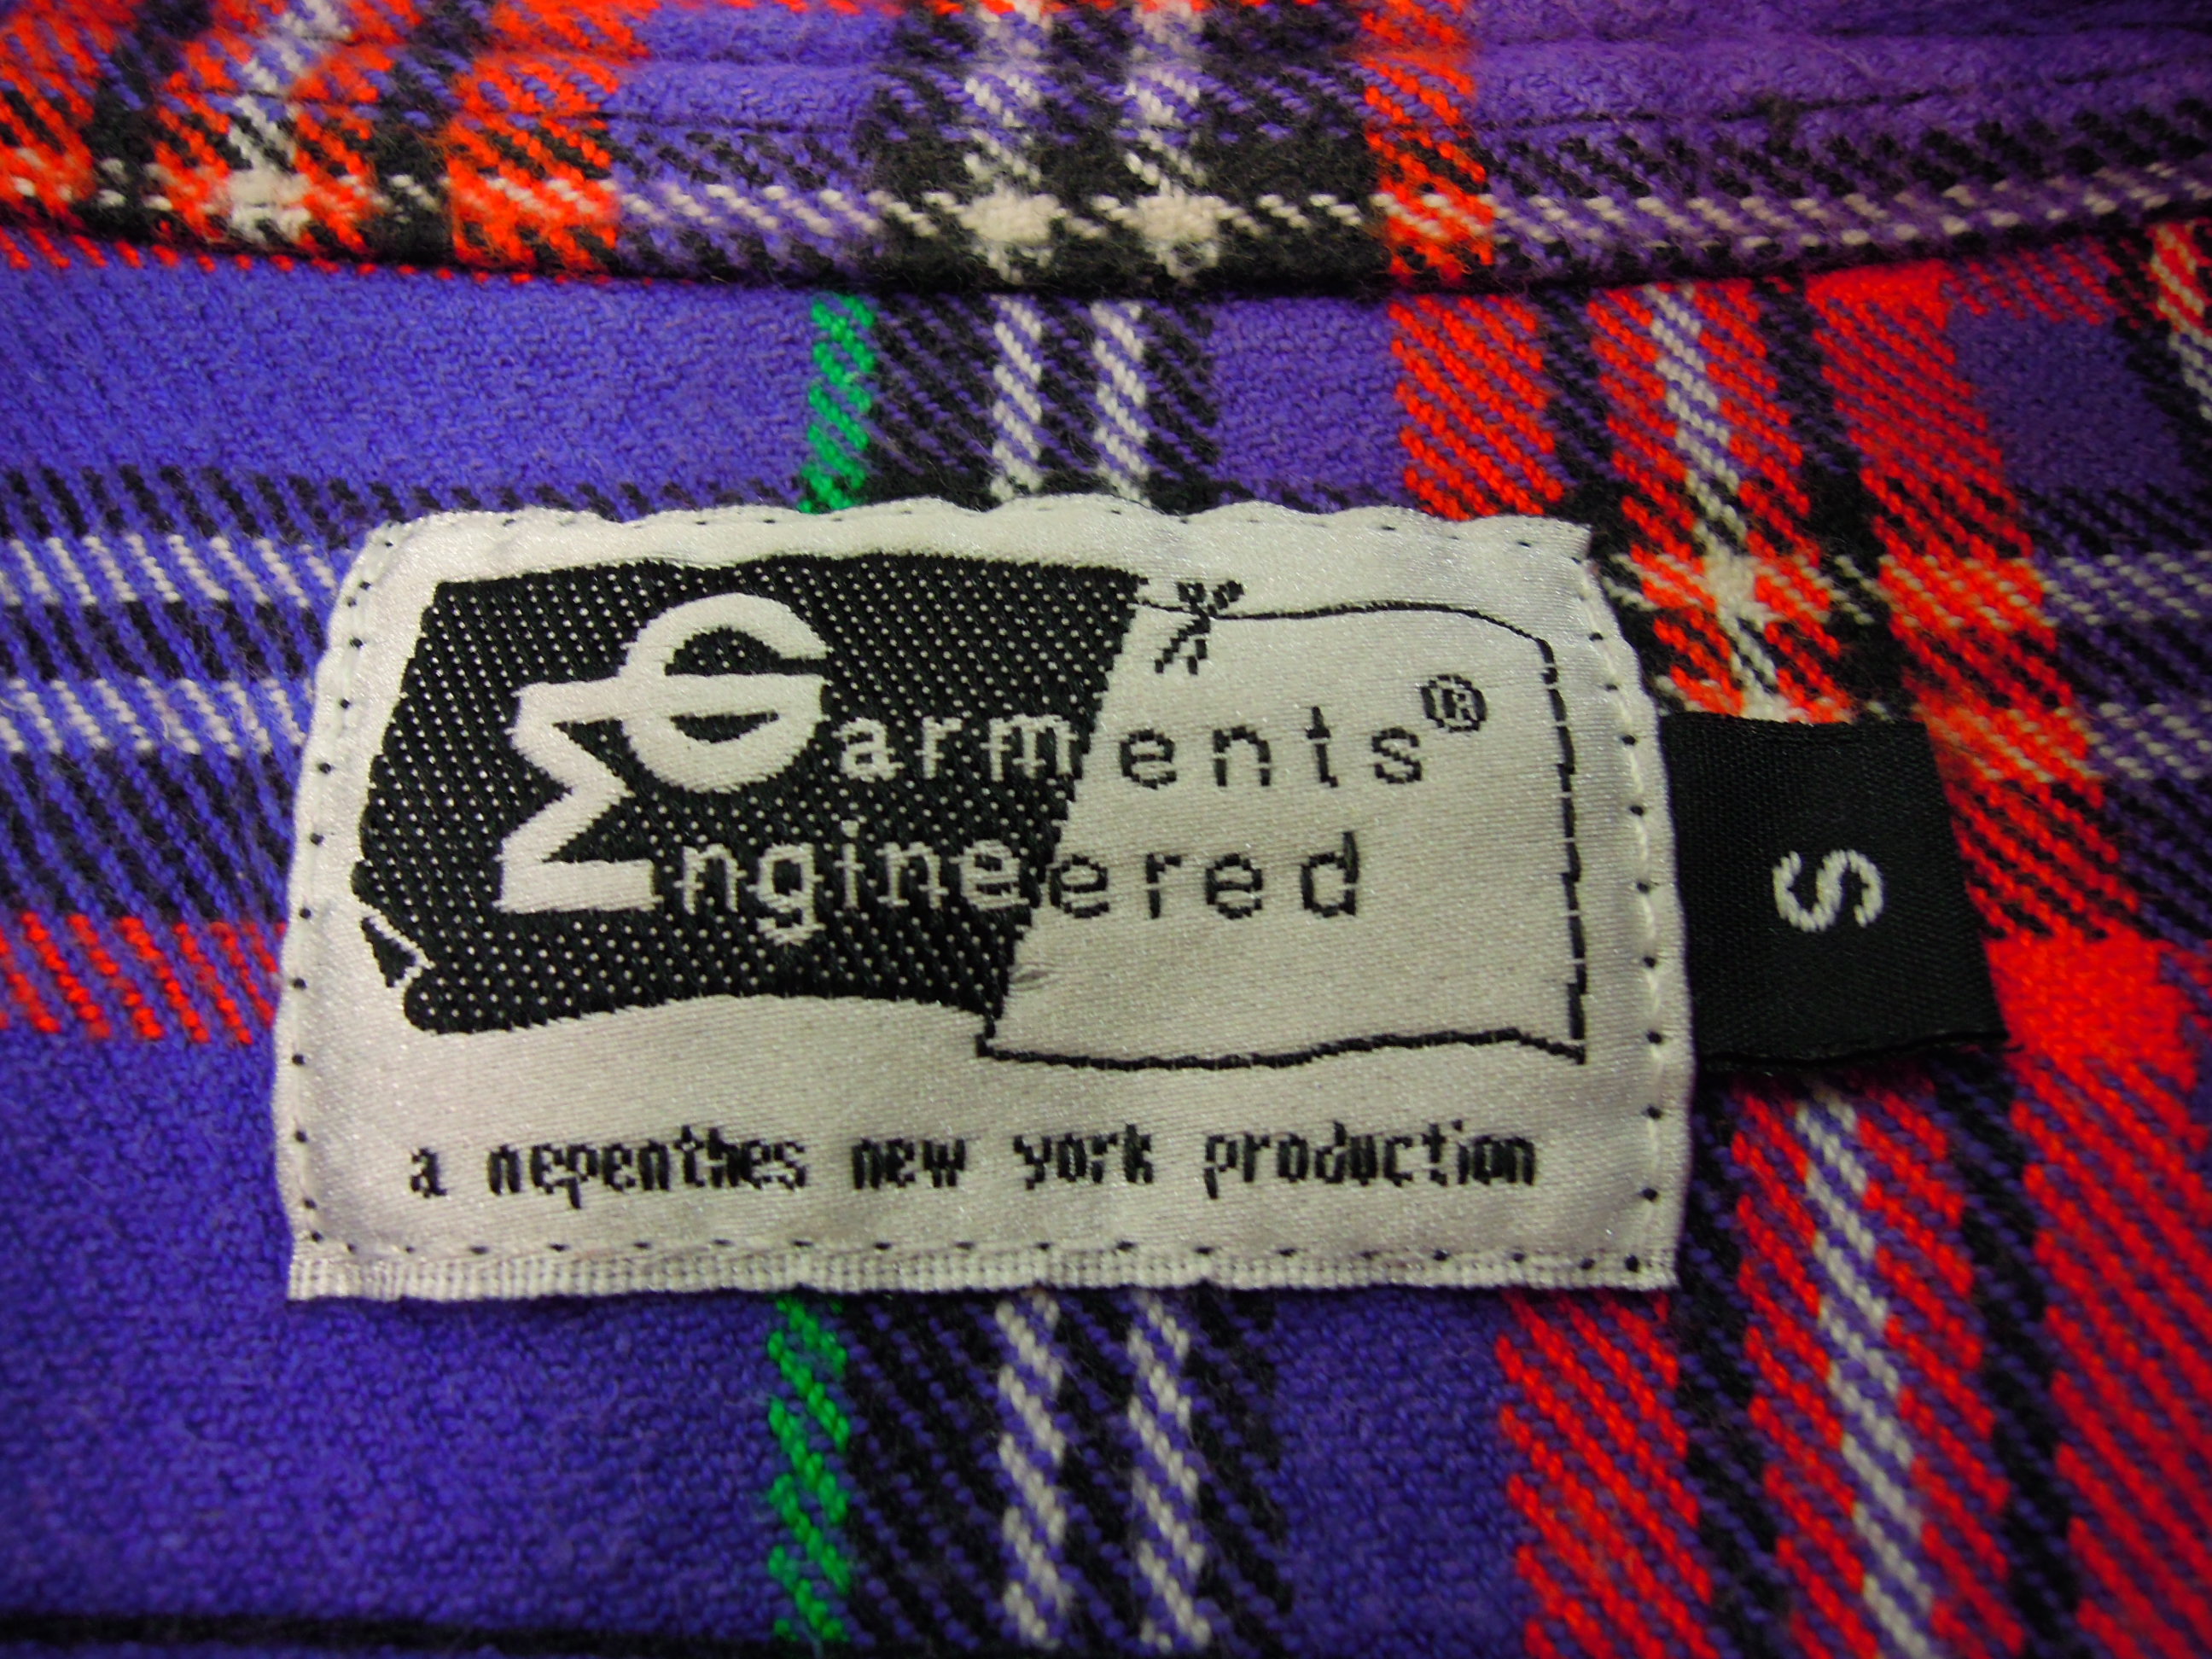 Garments®
Engineered
a nepenthes new york production
S